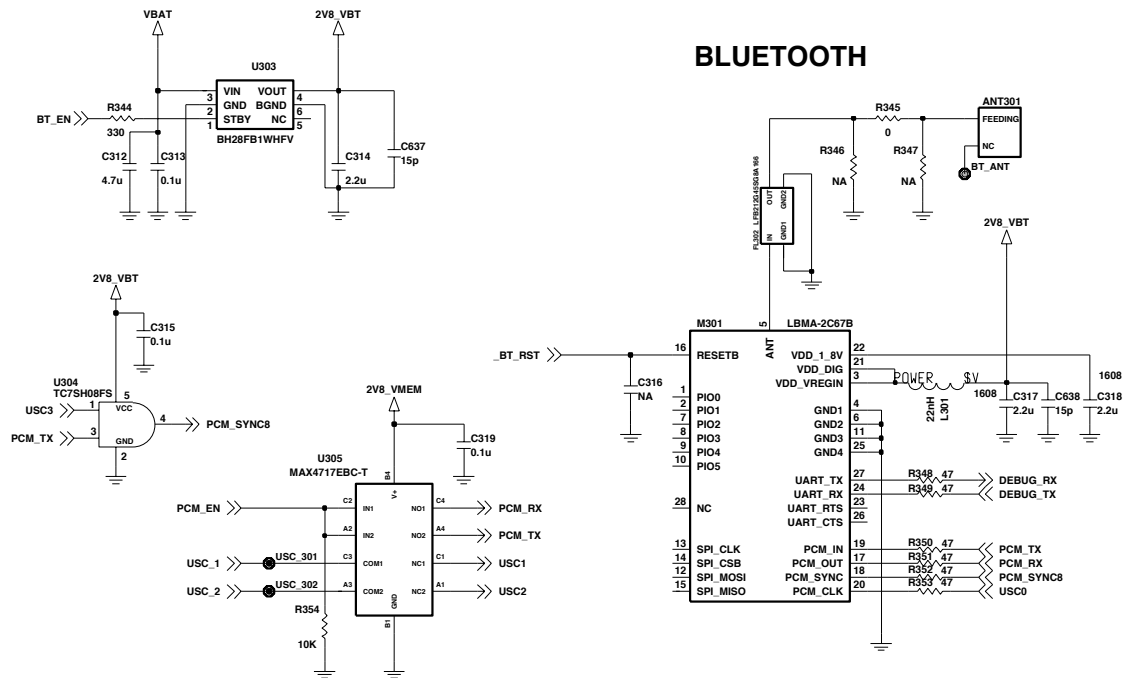 BLUETOOTH
VBAT
2V8_VBT
U303
VIN
VOUT
3
4
GND
BGND
2
6
STBY
NC
1
5
BH28FB1WHFV
BT_EN
R344
330
C312
4.7u
C313
0.1u
C314
2.2u
C637
15p
2V8_VBT
C315
0.1u
U304
TC7SH08FS
USC3
1
5
VCC
4
PCM_SYNC8
PCM_TX
3
GND
2
2V8_VMEM
C319
0.1u
U305
MAX4717EBC-T
B4
V+
PCM_EN
C2
IN1
NO1
C4
PCM_RX
A2
IN2
NO2
A4
PCM_TX
USC_1
USC_301
C3
COM1
NC1
C1
USC1
USC_2
USC_302
A3
COM2
NC2
A1
USC2
GND
B1
R354
10K
ANT301
FEEDING
NC
BT_ANT
R345
0
R346
NA
R347
NA
FL302 LFB212G45SG8A166
OUT
GND2
IN
GND1
2V8_VBT
M301
LBMA-2C67B
5
ANT
_BT_RST
C316
NA
16
RESETB
1
PIO0
2
PIO1
7
PIO2
8
PIO3
9
PIO4
10
PIO5
28
NC
13
SPI_CLK
14
SPI_CSB
12
SPI_MOSI
15
SPI_MISO
VDD_1_8V
22
VDD_DIG
21
VDD_VREGIN
3
POWER
$V
22nH
L301
1608
C317
2.2u
C638
15p
1608
C318
2.2u
GND1
4
GND2
6
GND3
11
GND4
25
UART_TX
27
R348
47
DEBUG_RX
UART_RX
24
R349
47
DEBUG_TX
UART_RTS
23
UART_CTS
26
PCM_IN
19
R350
47
PCM_TX
PCM_OUT
17
R351
47
PCM_RX
PCM_SYNC
18
R352
47
PCM_SYNC8
PCM_CLK
20
R353
47
USC0